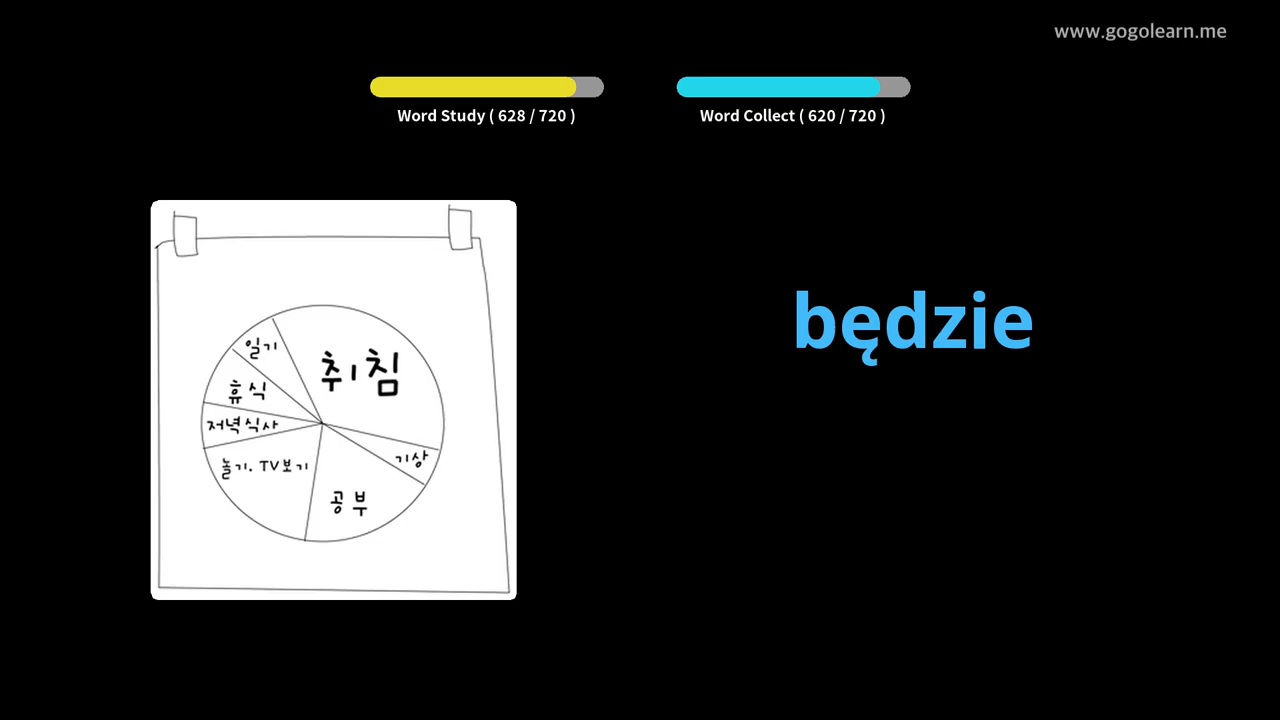 www.gogolearn.me
Word Study ( 628 / 720 )
Word Collect ( 620 / 720 )
일기
취침
휴식
저녁식사
놀기. TV보기
기상
공부
będzie